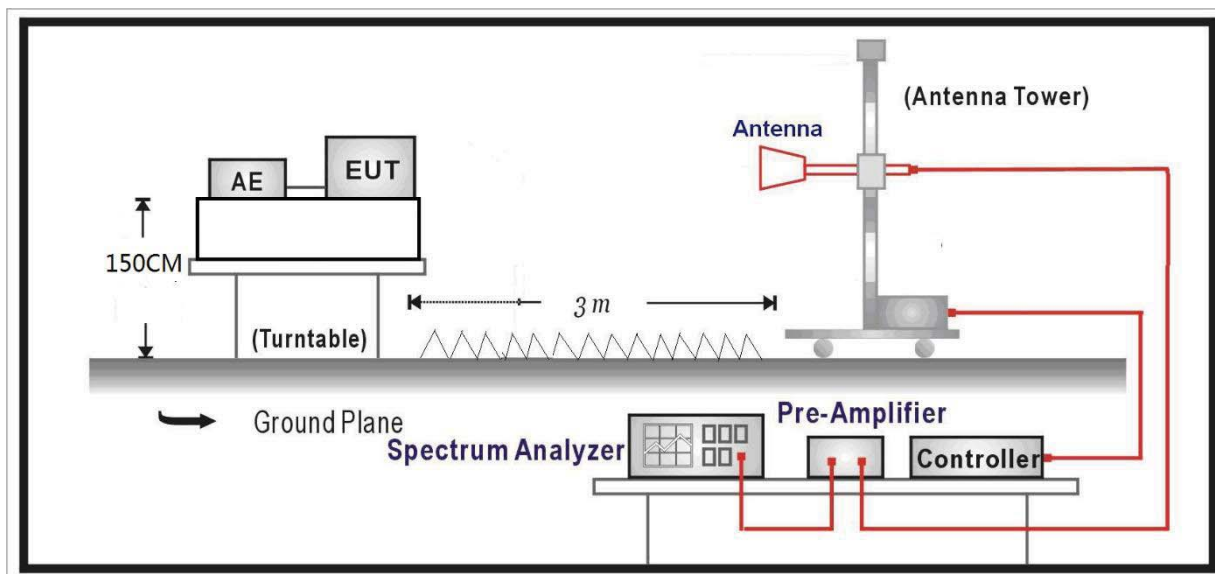 (Antenna Tower)
Antenna
AE
EUT
150CM
3 m
(Turntable)
Ground Plane
Pre-Amplifier
Spectrum Analyzer
Controller